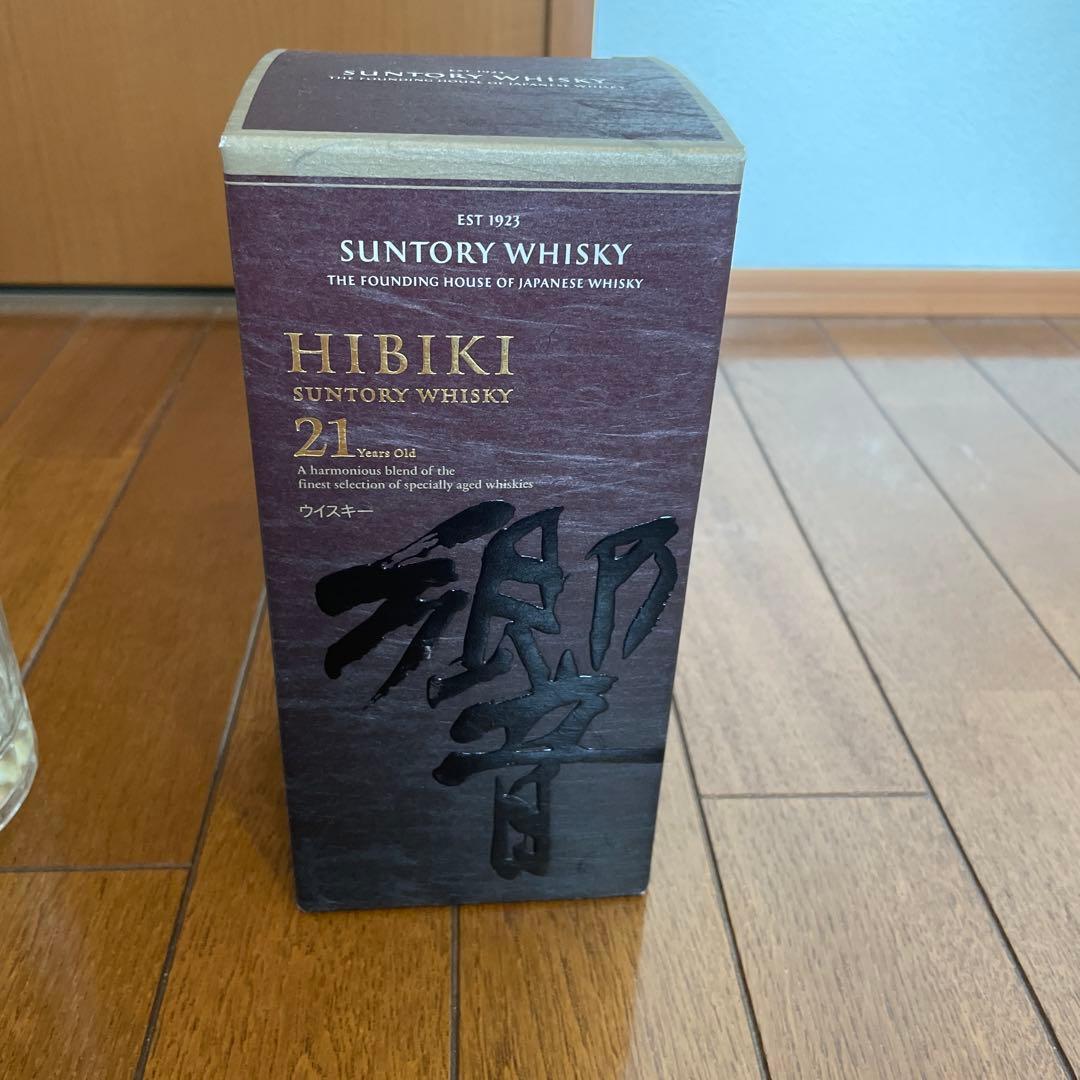 EST 1923
SUNTORY WHISKY
THE FOUNDING HOUSE OF JAPANESE WHISKY
EST 1923
SUNTORY WHISKY
THE FOUNDING HOUSE OF JAPANESE WHISKY
HIBIKI
SUNTORY WHISKY
21 Years Old
A harmonious blend of the
finest selection of specially aged whiskies
ウイスキー
響